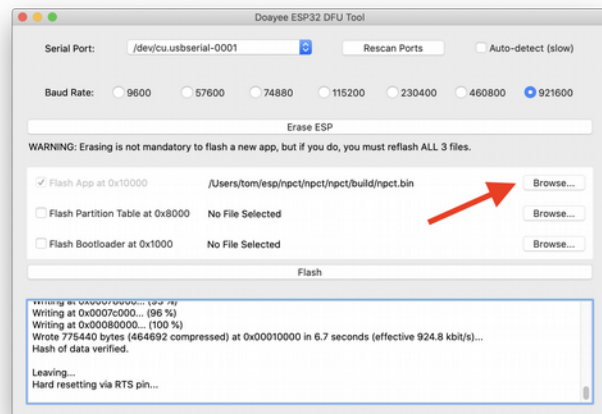 Doayee ESP32 DFU Tool
Serial Port: /dev/cu.usbserial-0001 Rescan Ports Auto-detect (slow)
Baud Rate: 9600 57600 74880 115200 230400 460800 921600
Erase ESP
WARNING: Erasing is not mandatory to flash a new app, but if you do, you must reflash ALL 3 files.
Flash App at 0x10000 /Users/tom/esp/npct/npct/npct/build/npct.bin Browse...
Flash Partition Table at 0x8000 No File Selected Browse...
Flash Bootloader at 0x1000 No File Selected Browse...
Flash
Writing at 0x0007c000... (96 %)
Writing at 0x00080000... (100 %)
Wrote 775440 bytes (464692 compressed) at 0x00010000 in 6.7 seconds (effective 924.8 kbit/s)...
Hash of data verified.
Leaving...
Hard resetting via RTS pin...